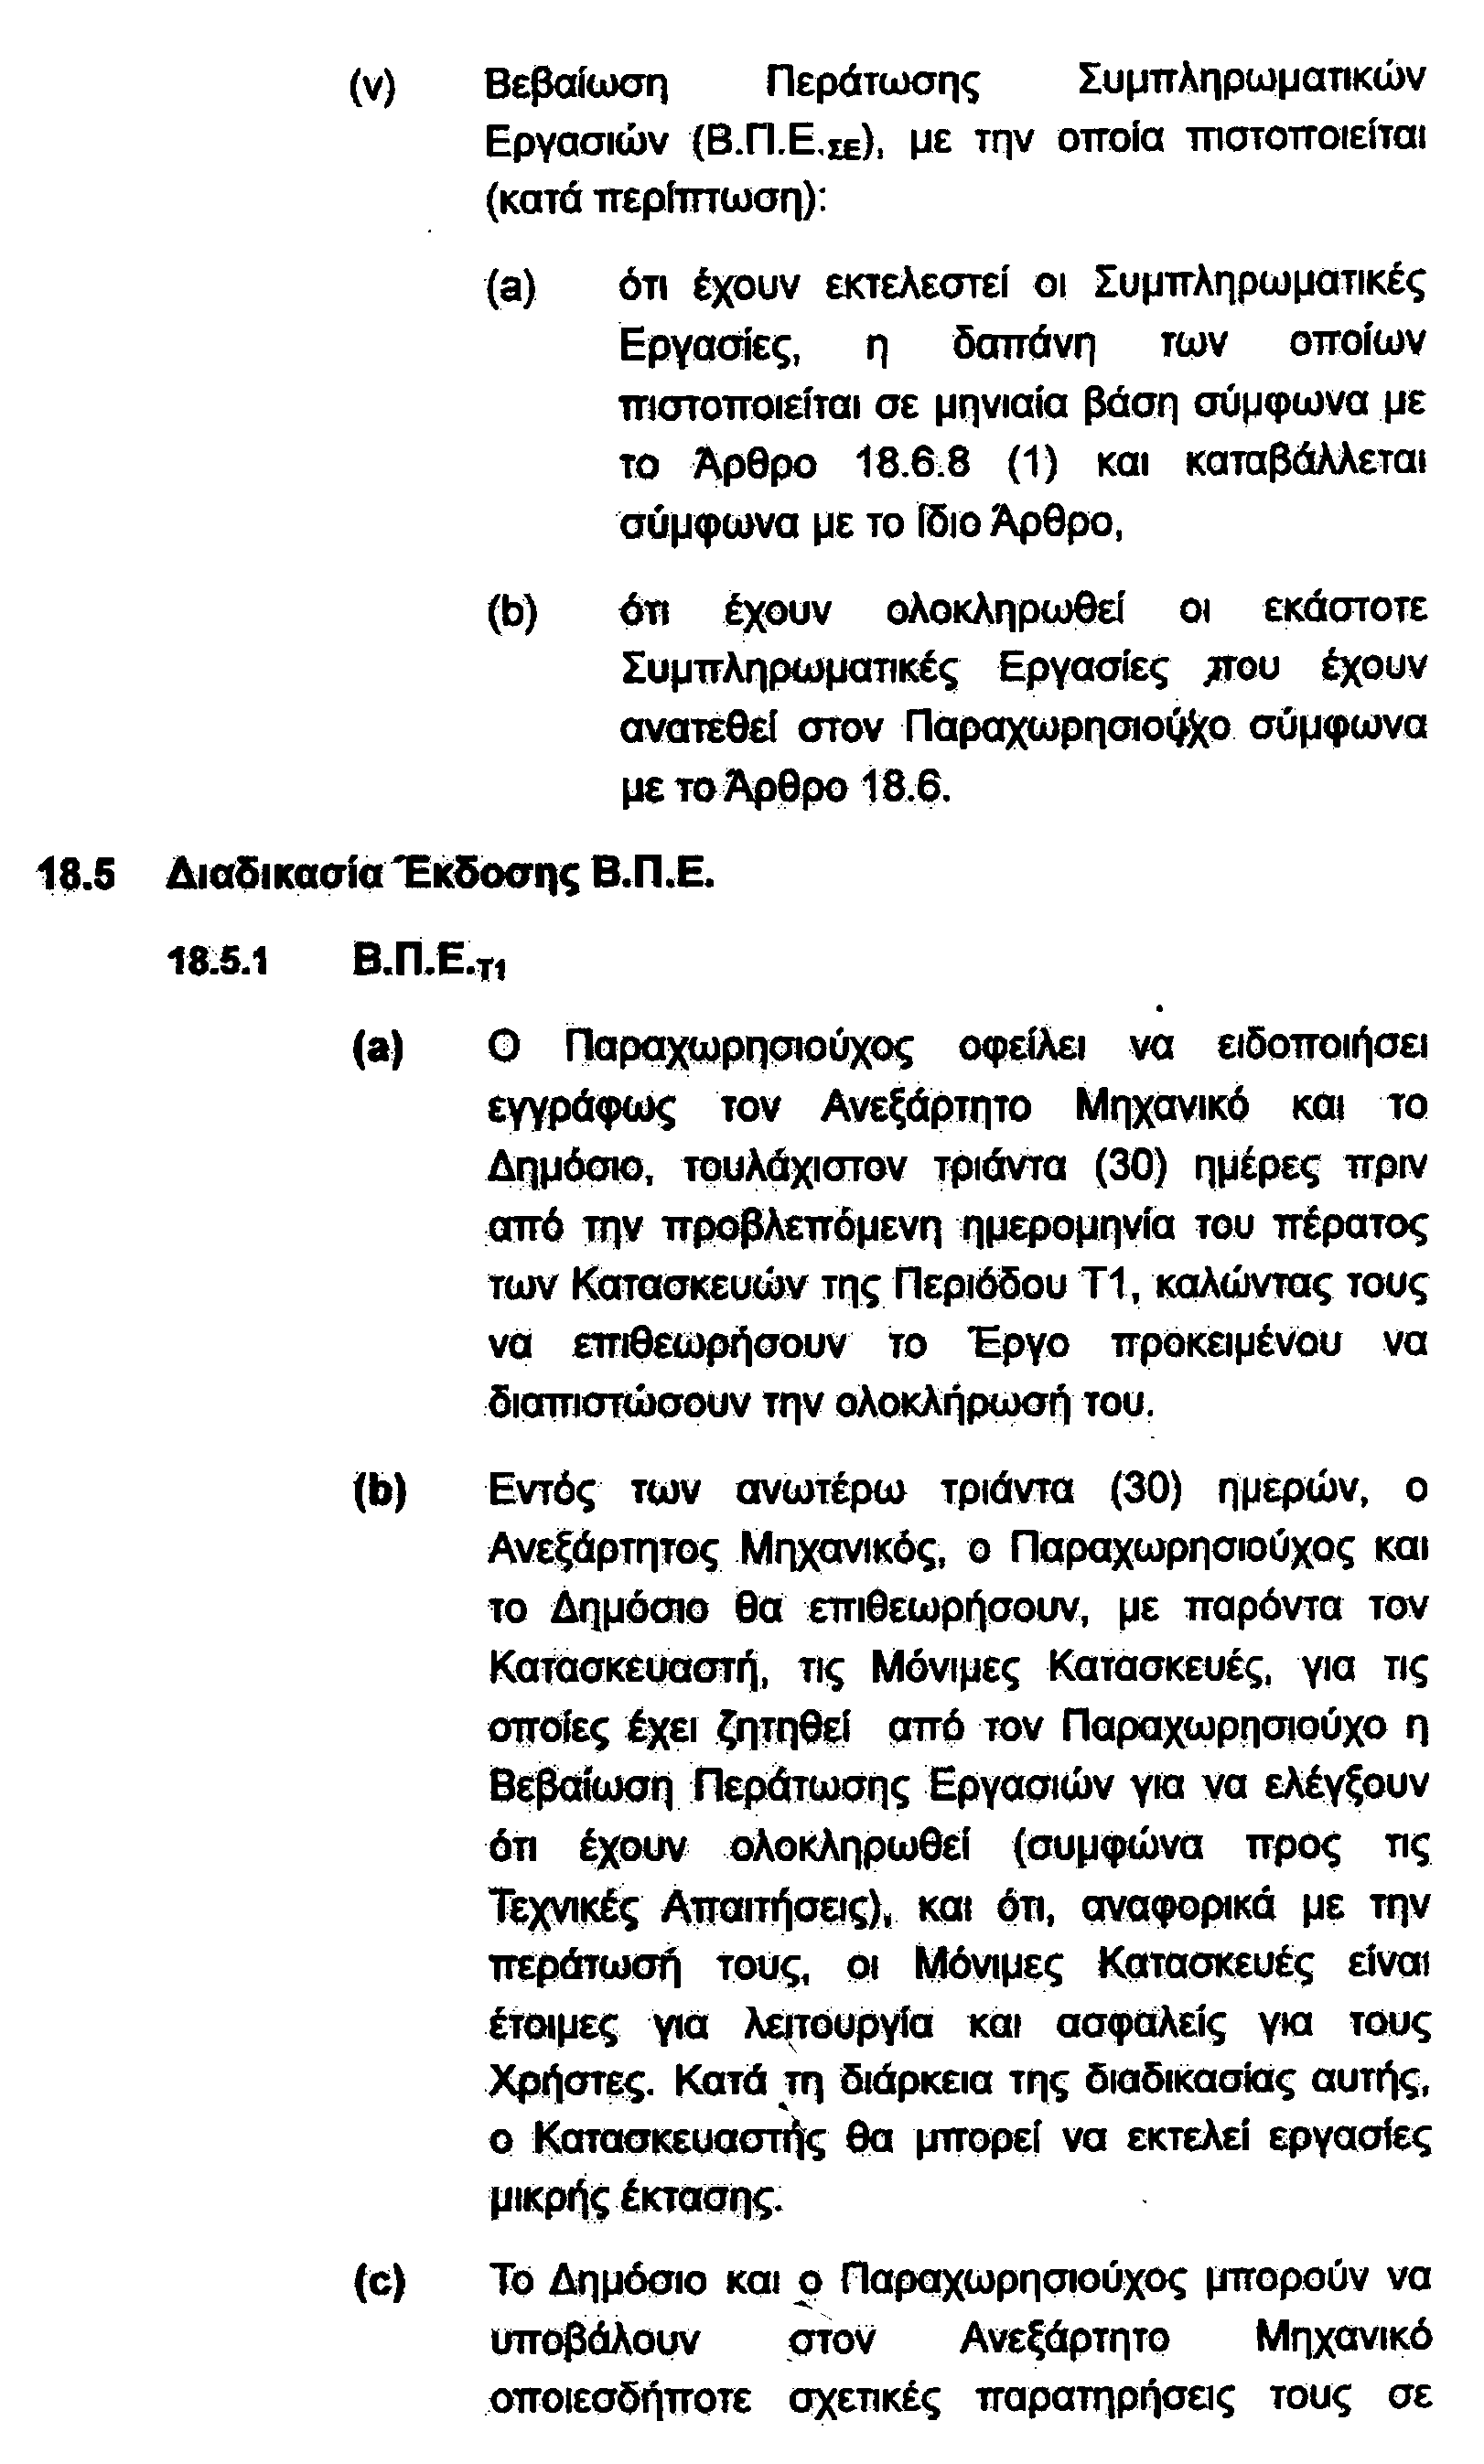 (v) Βεβαίωση Περάτωσης Συμπληρωματικών
Εργασιών (Β.Π.Ε.ΣΕ), με την οποία πιστοποιείται
(κατά περίπτωση):
(a) ότι έχουν εκτελεστεί οι Συμπληρωματικές
Εργασίες, η δαπάνη των οποίων
πιστοποιείται σε μηνιαία βάση σύμφωνα με
το Άρθρο 18.6.8 (1) και καταβάλλεται
σύμφωνα με το ίδιο Άρθρο,
(b) ότι έχουν ολοκληρωθεί οι εκάστοτε
Συμπληρωματικές Εργασίες που έχουν
ανατεθεί στον Παραχωρησιούχο σύμφωνα
με το Άρθρο 18.6.
18.5 Διαδικασία Έκδοσης Β.Π.Ε.
18.5.1 Β.Π.Ε.Τ1
(a) Ο Παραχωρησιούχος οφείλει να ειδοποιήσει
εγγράφως τον Ανεξάρτητο Μηχανικό και το
Δημόσιο, τουλάχιστον τριάντα (30) ημέρες πριν
από την προβλεπόμενη ημερομηνία του πέρατος
των Κατασκευών της Περιόδου Τ1, καλώντας τους
να επιθεωρήσουν το Έργο προκειμένου να
διαπιστώσουν την ολοκλήρωσή του.
(b) Εντός των ανωτέρω τριάντα (30) ημερών, ο
Ανεξάρτητος Μηχανικός, ο Παραχωρησιούχος και
το Δημόσιο θα επιθεωρήσουν, με παρόντα τον
Κατασκευαστή, τις Μόνιμες Κατασκευές, για τις
οποίες έχει ζητηθεί από τον Παραχωρησιούχο η
Βεβαίωση Περάτωσης Εργασιών για να ελέγξουν
ότι έχουν ολοκληρωθεί (συμφώνα προς τις
Τεχνικές Απαιτήσεις), και ότι, αναφορικά με την
περάτωσή τους, οι Μόνιμες Κατασκευές είναι
έτοιμες για λειτουργία και ασφαλείς για τους
Χρήστες. Κατά τη διάρκεια της διαδικασίας αυτής,
ο Κατασκευαστής θα μπορεί να εκτελεί εργασίες
μικρής έκτασης.
(c) Το Δημόσιο και ο Παραχωρησιούχος μπορούν να
υποβάλουν στον Ανεξάρτητο Μηχανικό
οποιεσδήποτε σχετικές παρατηρήσεις τους σε